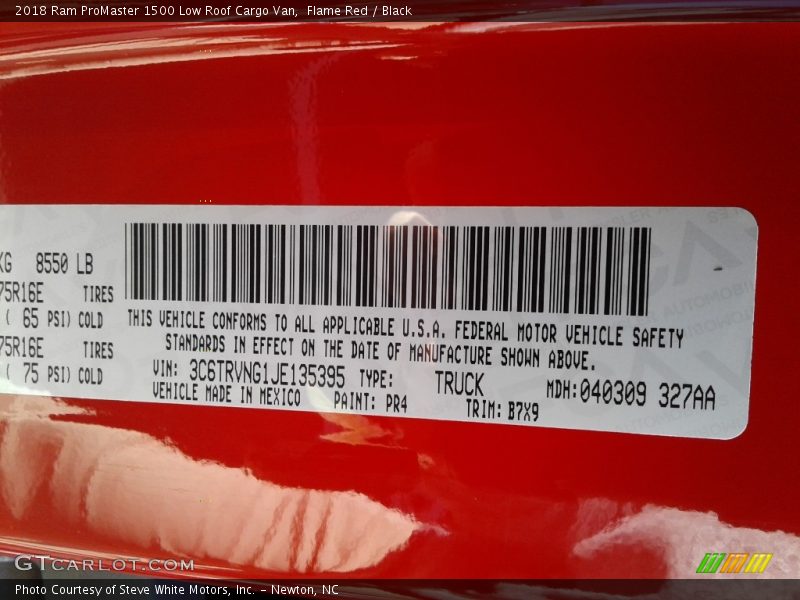 2018 Ram ProMaster 1500 Low Roof Cargo Van, Flame Red / Black
KG 8550 LB
75R16E TIRES
( 65 PSI) COLD
75R16E TIRES
( 75 PSI) COLD
THIS VEHICLE CONFORMS TO ALL APPLICABLE U.S.A. FEDERAL MOTOR VEHICLE SAFETY
STANDARDS IN EFFECT ON THE DATE OF MANUFACTURE SHOWN ABOVE.
VIN: 3C6TRVNG1JE135395 TYPE: TRUCK MDH:040309 327AA
VEHICLE MADE IN MEXICO PAINT: PR4 TRIM: B7X9
GTCARLOT.COM
Photo Courtesy of Steve White Motors, Inc. – Newton, NC